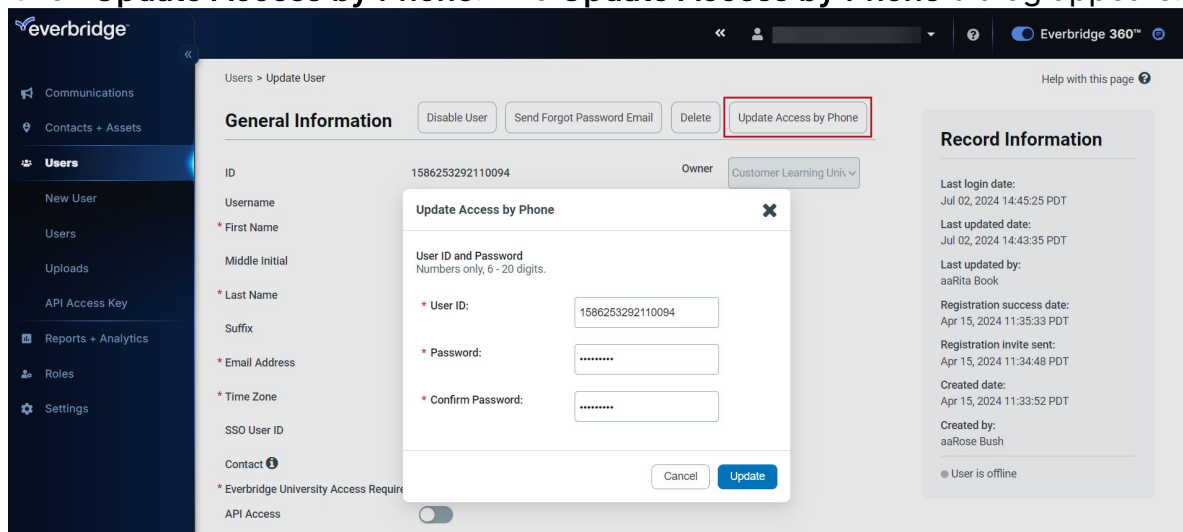 everbridge
Everbridge 360™
Communications
Contacts + Assets
Users
New User
Users
Uploads
API Access Key
Reports + Analytics
Roles
Settings
Users > Update User
Help with this page
General Information
Disable User
Send Forgot Password Email
Delete
Update Access by Phone
ID
1586253292110094
Owner
Customer Learning Univ
Username
* First Name
Middle Initial
* Last Name
Suffix
* Email Address
* Time Zone
SSO User ID
Contact
* Everbridge University Access Require
API Access
Update Access by Phone
User ID and Password
Numbers only, 6 - 20 digits.
* User ID:
1586253292110094
* Password:
•••••••••
* Confirm Password:
•••••••••
Cancel
Update
Record Information
Last login date:
Jul 02, 2024 14:45:25 PDT
Last updated date:
Jul 02, 2024 14:43:35 PDT
Last updated by:
aaRita Book
Registration success date:
Apr 15, 2024 11:35:33 PDT
Registration invite sent:
Apr 15, 2024 11:34:48 PDT
Created date:
Apr 15, 2024 11:33:52 PDT
Created by:
aaRose Bush
User is offline